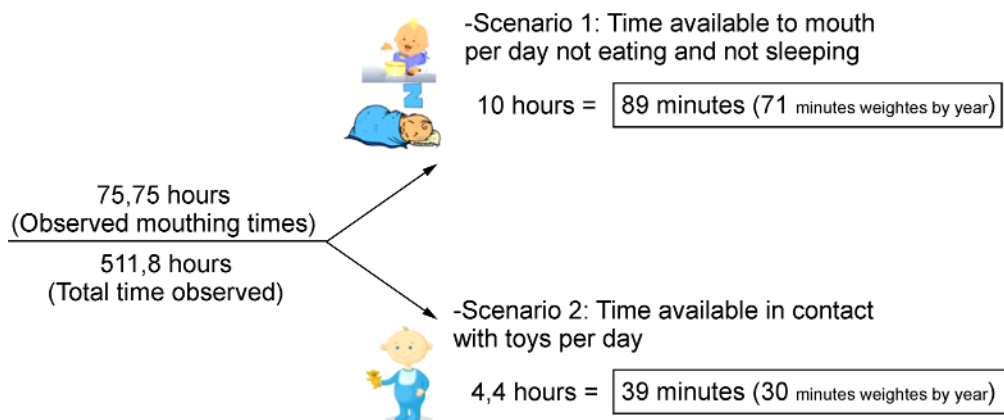 -Scenario 1: Time available to mouth
per day not eating and not sleeping
10 hours = 89 minutes (71 minutes weightes by year)
75,75 hours
(Observed mouthing times)
511,8 hours
(Total time observed)
-Scenario 2: Time available in contact
with toys per day
4,4 hours = 39 minutes (30 minutes weightes by year)